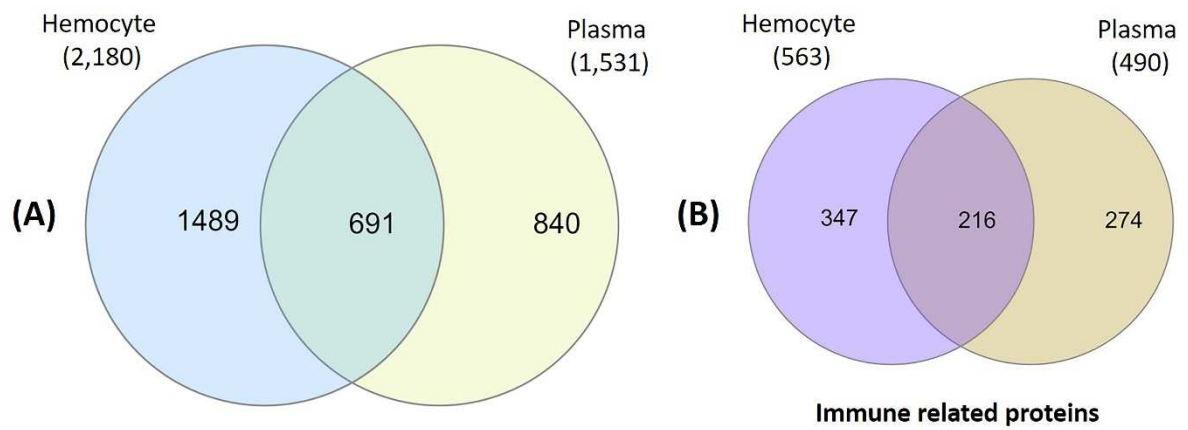 Hemocyte
(2,180)
Plasma
(1,531)
(A)
1489
691
840
Hemocyte
(563)
Plasma
(490)
(B)
347
216
274
Immune related proteins